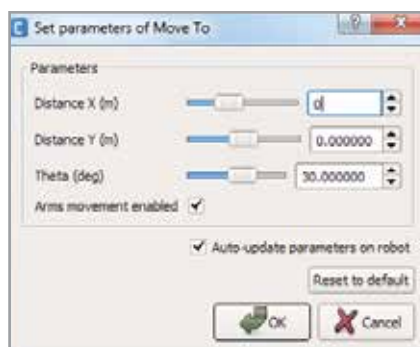 Set parameters of Move To
Parameters
Distance X (m) 0
Distance Y (m) 0.000000
Theta (deg) 30.000000
Arms movement enabled
Auto-update parameters on robot
Reset to default
OK Cancel